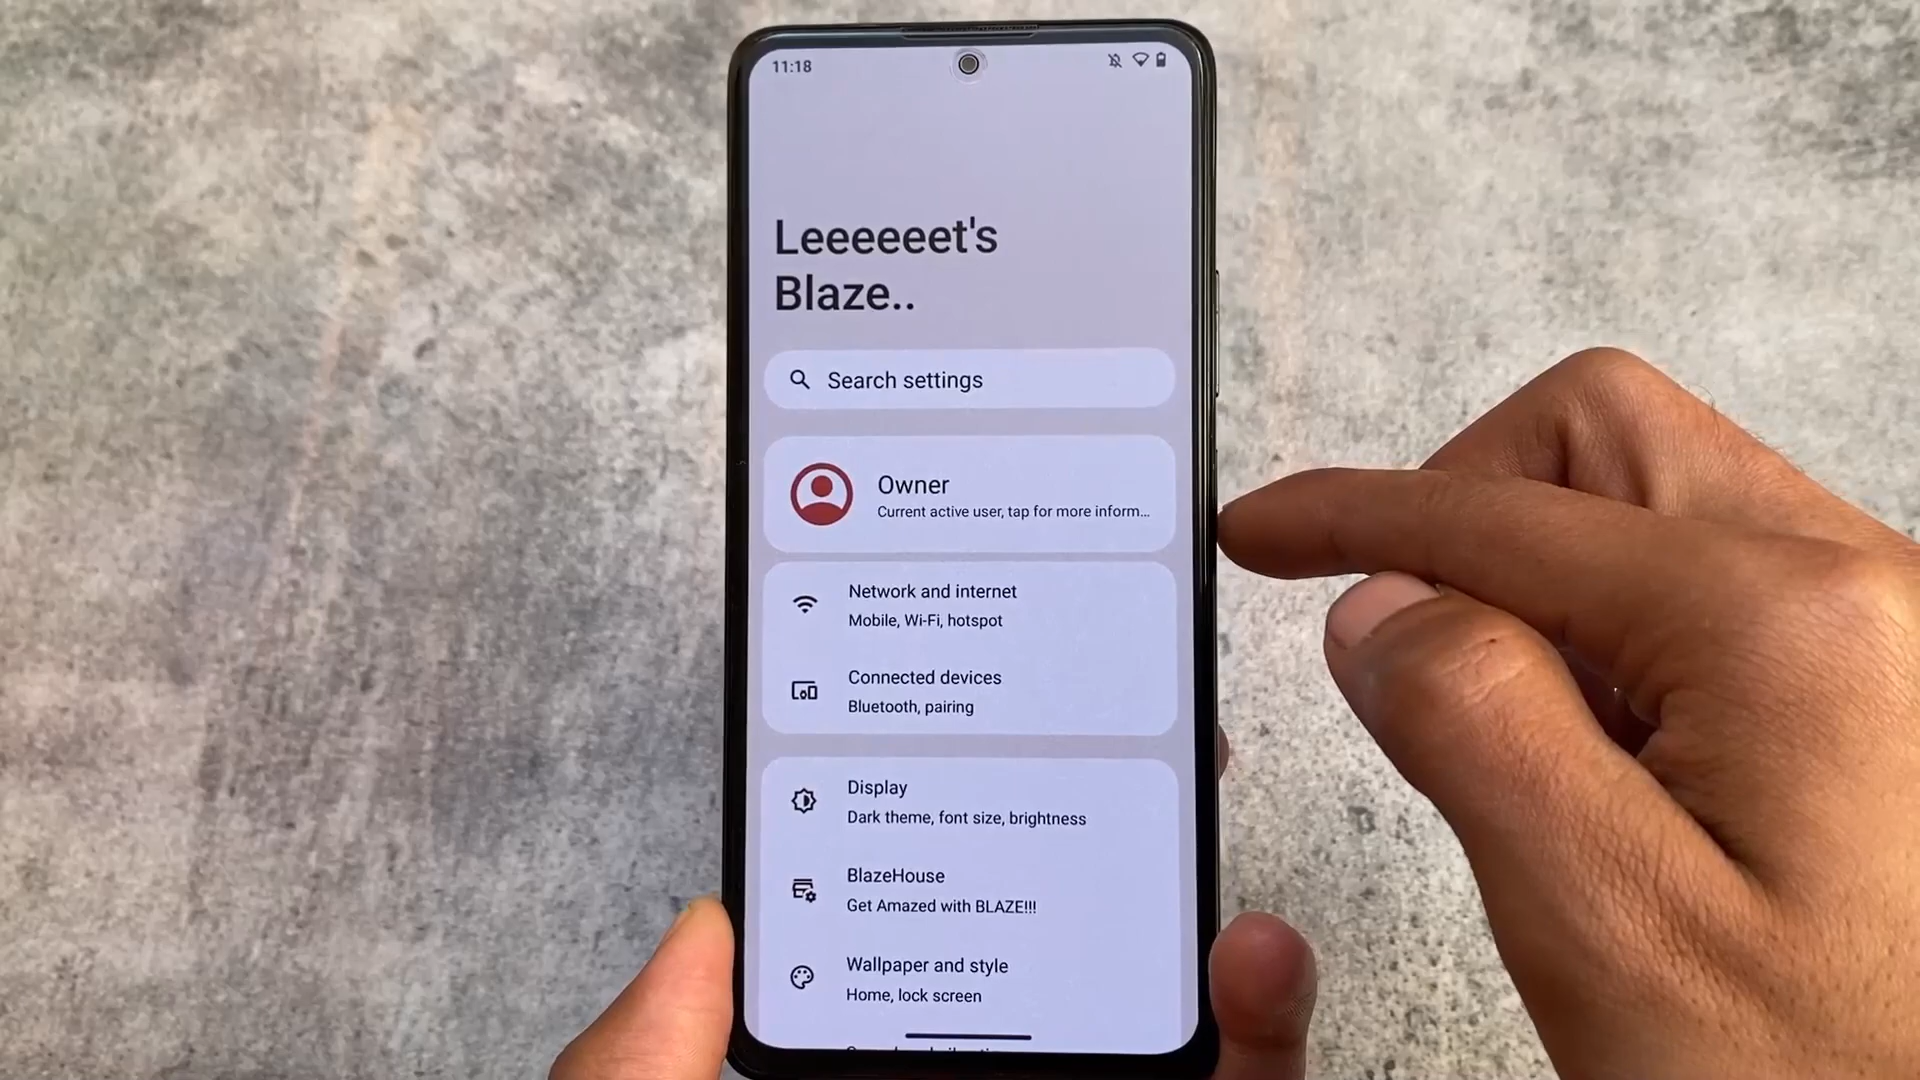 11:18
Leeeeeet's
Blaze..
Search settings
Owner
Current active user, tap for more inform...
Network and internet
Mobile, Wi-Fi, hotspot
Connected devices
Bluetooth, pairing
Display
Dark theme, font size, brightness
BlazeHouse
Get Amazed with BLAZE!!!
Wallpaper and style
Home, lock screen